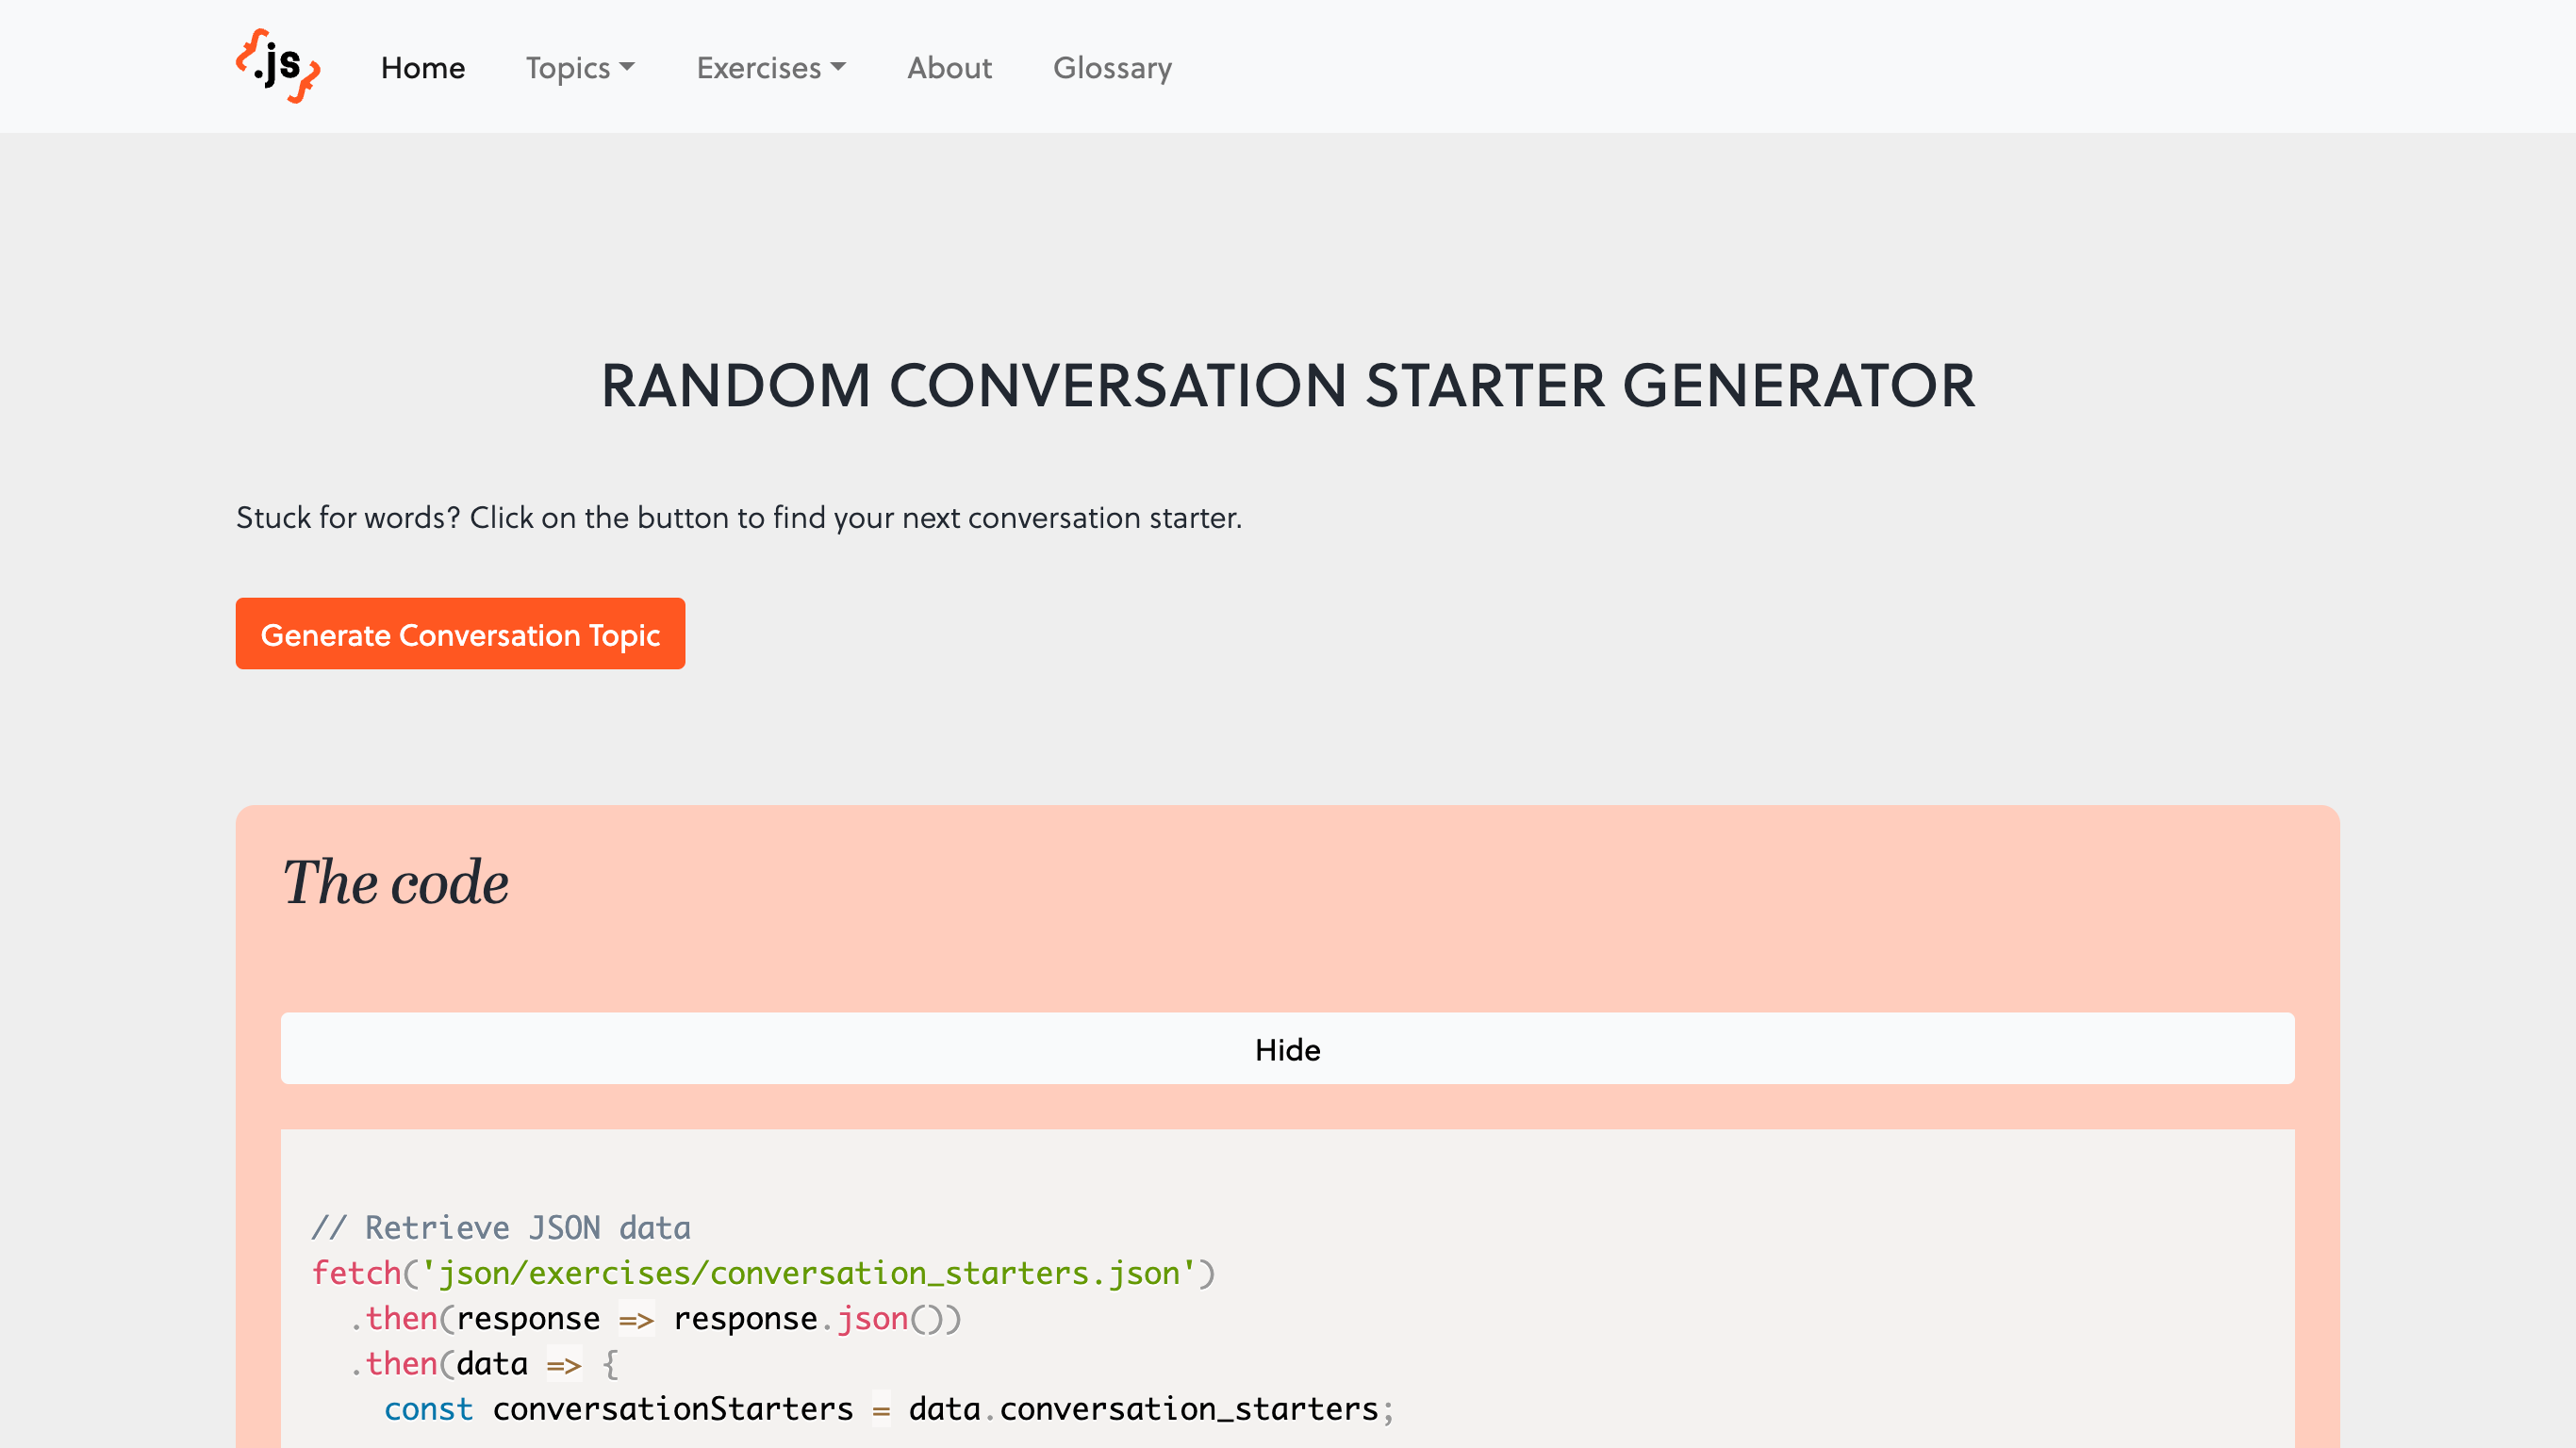 {.js}
Home Topics Exercises About Glossary
RANDOM CONVERSATION STARTER GENERATOR
Stuck for words? Click on the button to find your next conversation starter.
Generate Conversation Topic
The code
Hide
// Retrieve JSON data
fetch('json/exercises/conversation_starters.json')
  .then(response => response.json())
  .then(data => {
    const conversationStarters = data.conversation_starters;